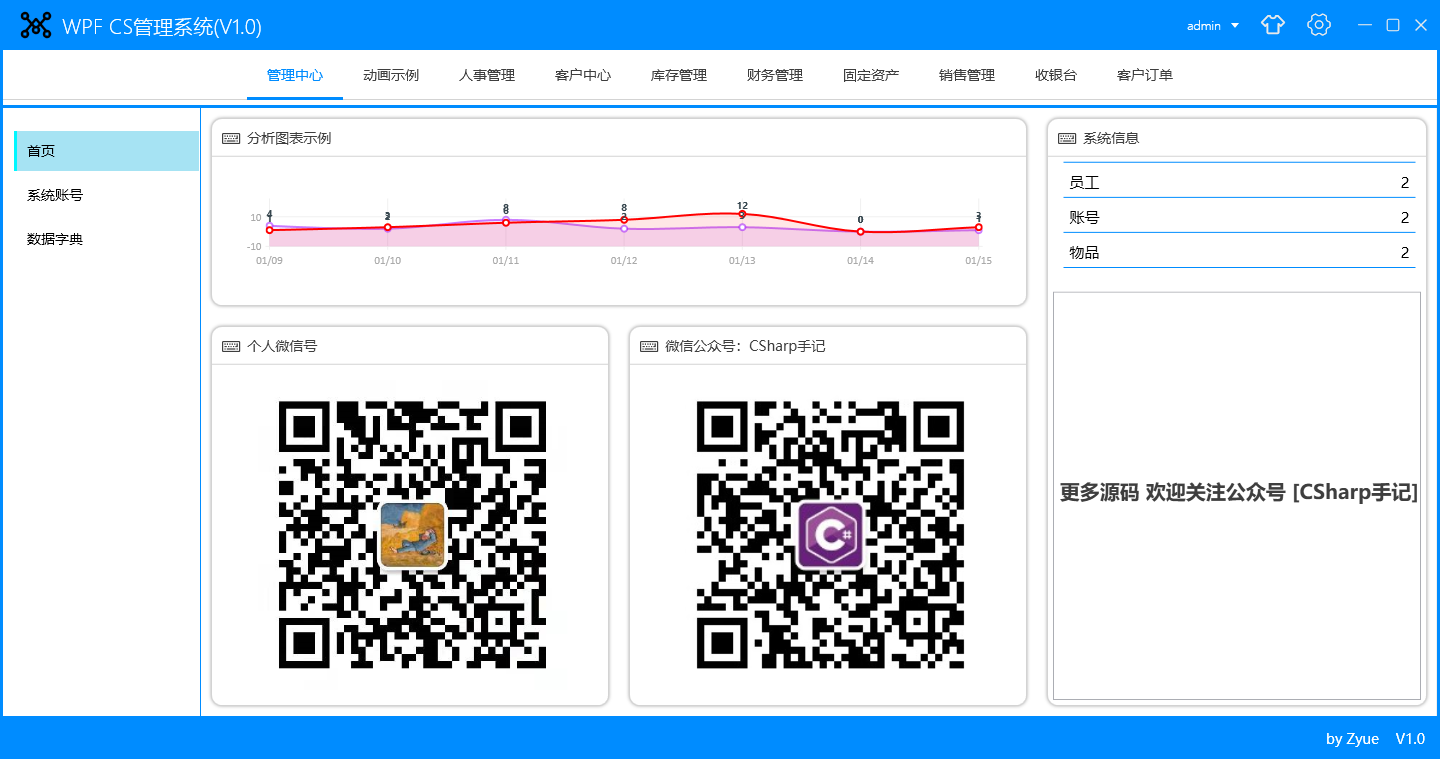 WPF CS管理系统(V1.0)
admin
管理中心 动画示例 人事管理 客户中心 库存管理 财务管理 固定资产 销售管理 收银台 客户订单
首页
系统账号
数据字典
分析图表示例
10
-10
4
8
8
12
0
01/09 01/10 01/11 01/12 01/13 01/14 01/15
系统信息
员工 2
账号 2
物品 2
更多源码 欢迎关注公众号 [CSharp手记]
个人微信号
微信公众号：CSharp手记
by Zyue V1.0